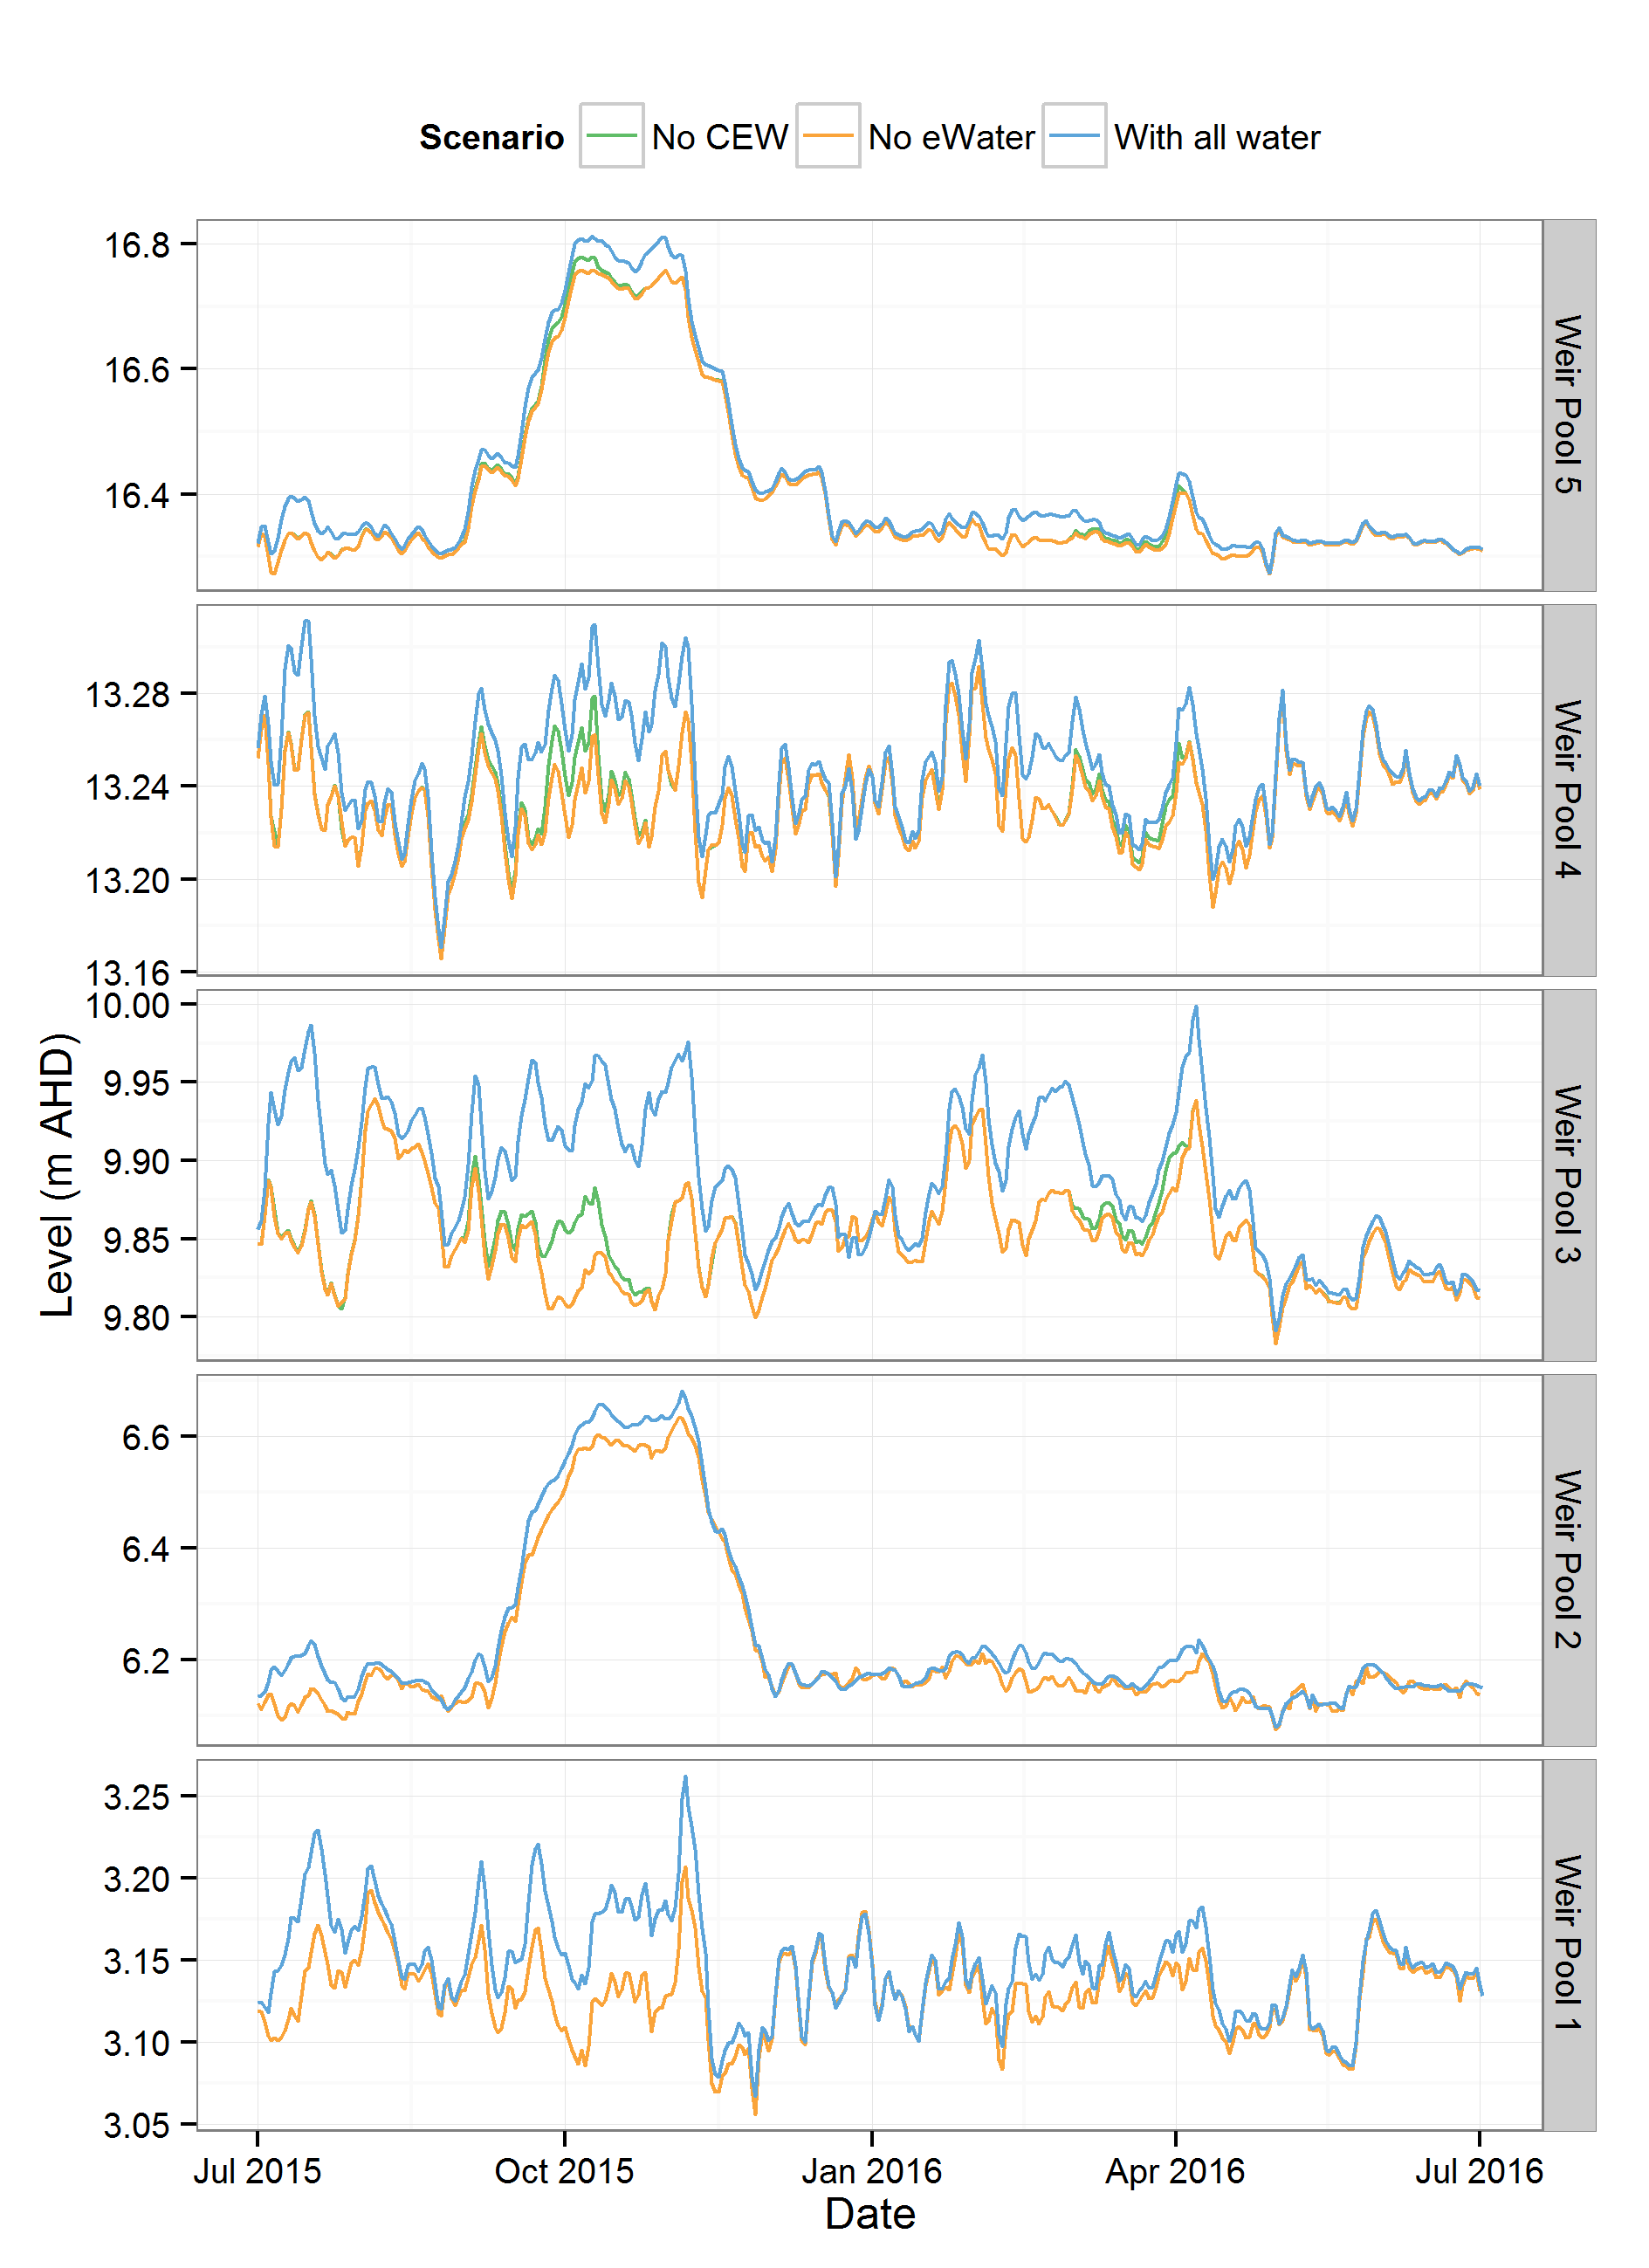 Scenario No CEW No eWater With all water
16.8
16.6
16.4
Weir Pool 5
13.28
13.24
13.20
13.16
Weir Pool 4
10.00
9.95
9.90
9.85
9.80
Weir Pool 3
Level (m AHD)
6.6
6.4
6.2
Weir Pool 2
3.25
3.20
3.15
3.10
3.05
Weir Pool 1
Jul 2015 Oct 2015 Jan 2016 Apr 2016 Jul 2016
Date